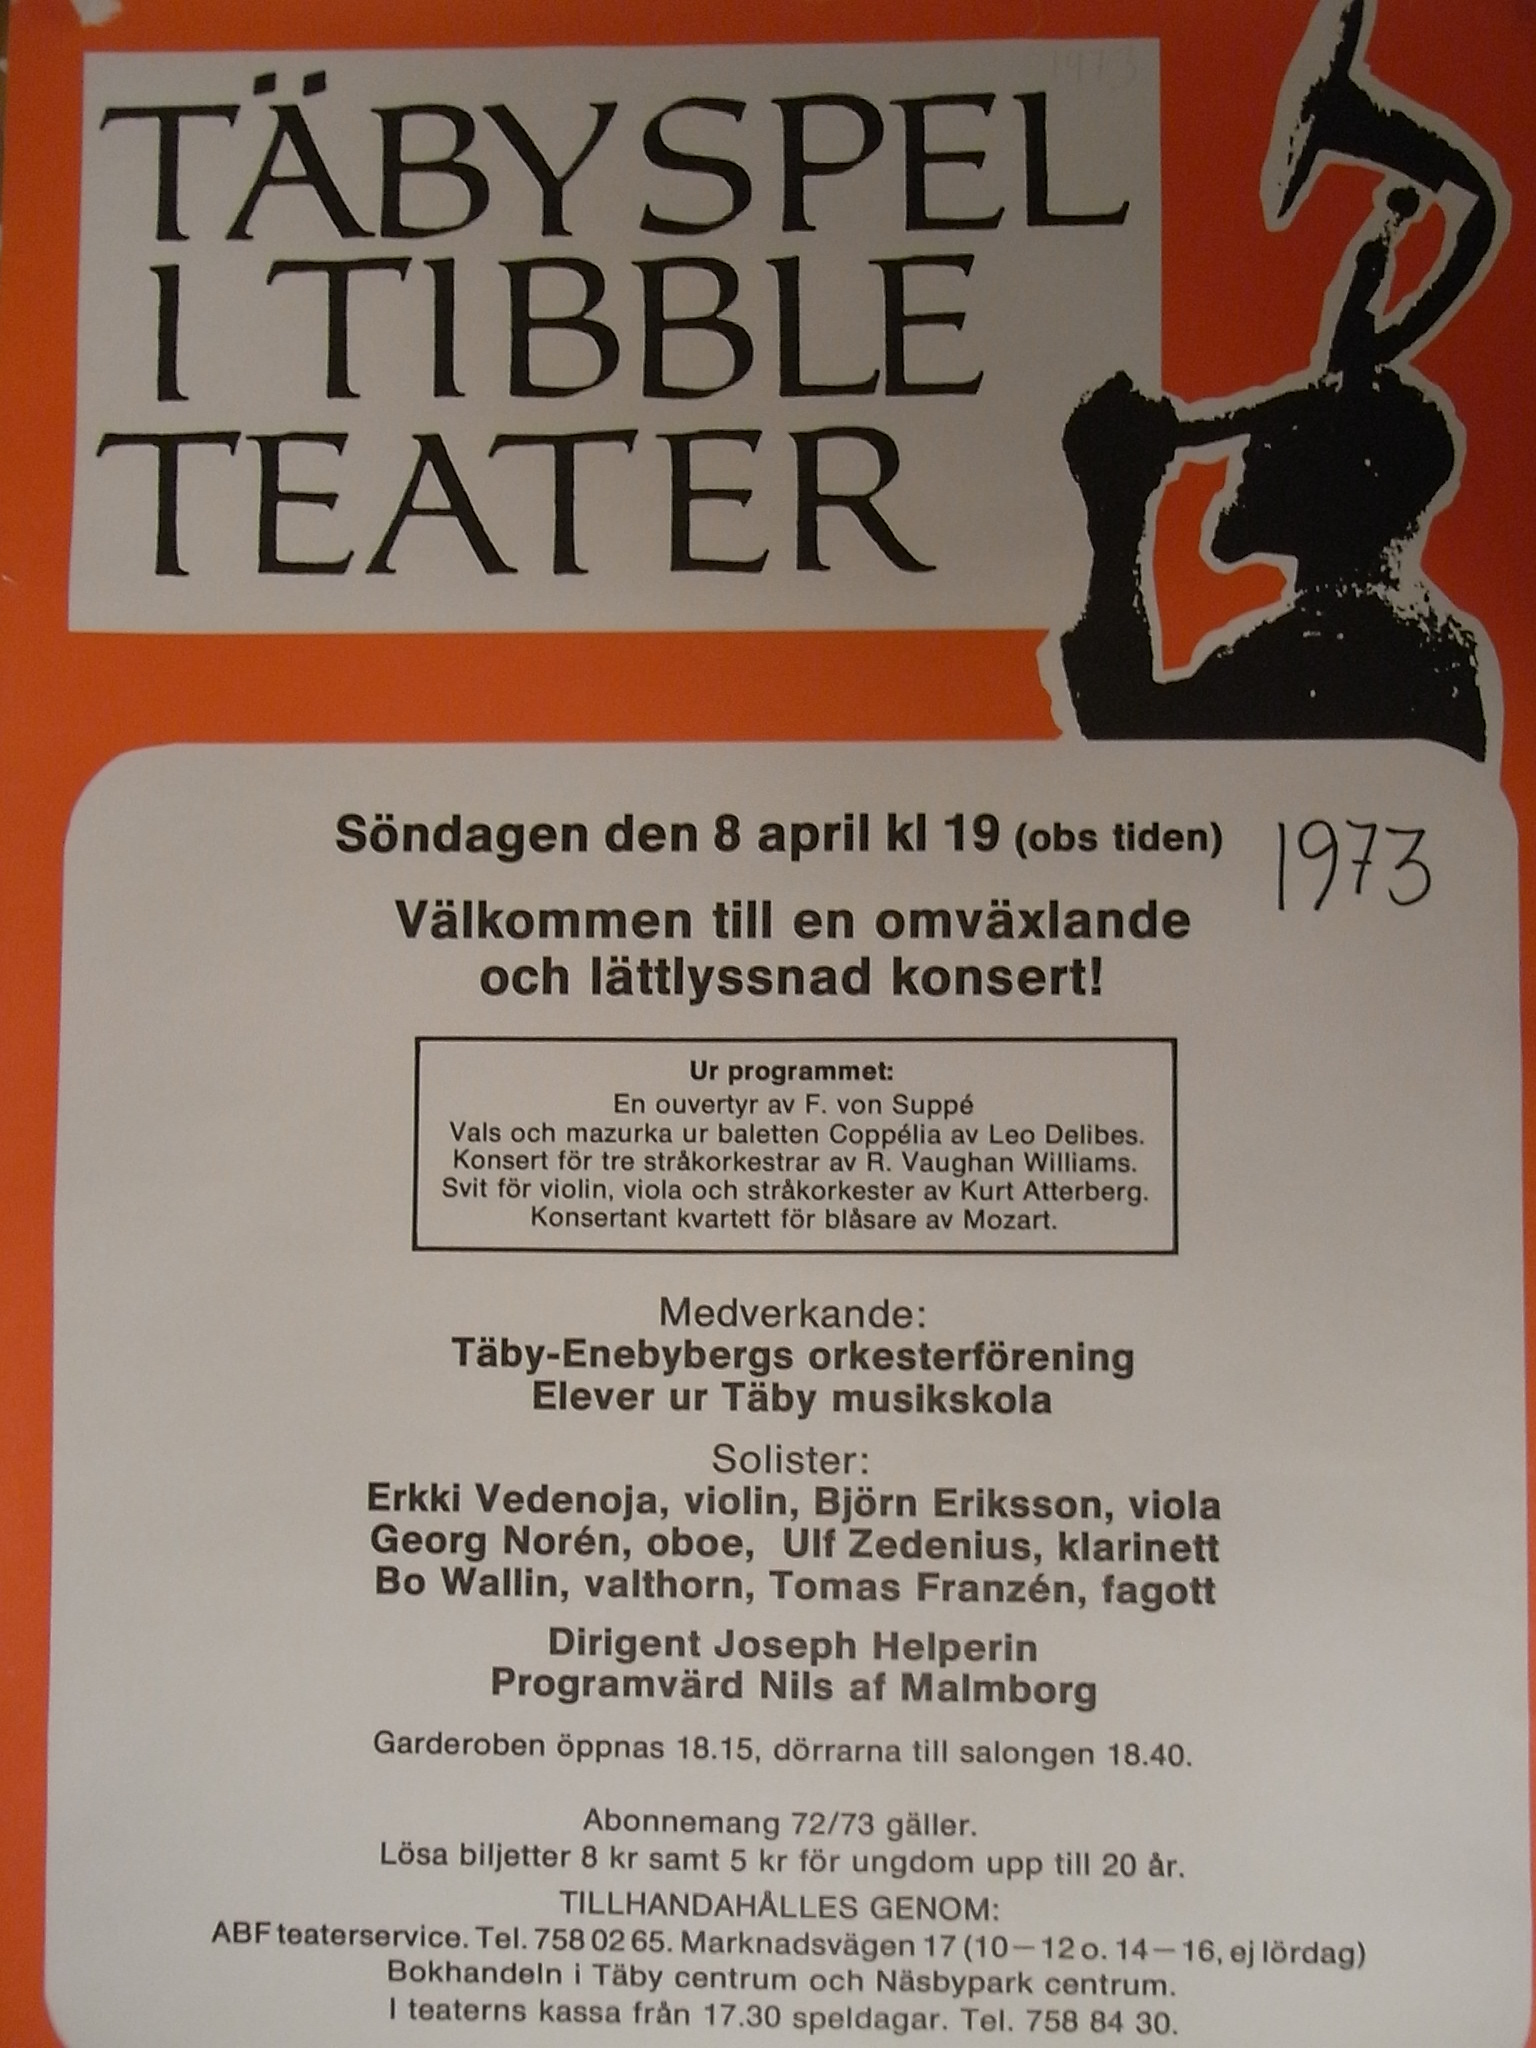 TÄBYSPEL
I TIBBLE
TEATER
1973
Söndagen den 8 april kl 19 (obs tiden) 1973
Välkommen till en omväxlande
och lättlyssnad konsert!
Ur programmet:
En ouvertyr av F. von Suppé
Vals och mazurka ur baletten Coppélia av Leo Delibes.
Konsert för tre stråkorkestrar av R. Vaughan Williams.
Svit för violin, viola och stråkorkester av Kurt Atterberg.
Konsertant kvartett för blåsare av Mozart.
Medverkande:
Täby-Enebybergs orkesterförening
Elever ur Täby musikskola
Solister:
Erkki Vedenoja, violin, Björn Eriksson, viola
Georg Norén, oboe, Ulf Zedenius, klarinett
Bo Wallin, valthorn, Tomas Franzén, fagott
Dirigent Joseph Helperin
Programvärd Nils af Malmborg
Garderoben öppnas 18.15, dörrarna till salongen 18.40.
Abonnemang 72/73 gäller.
Lösa biljetter 8 kr samt 5 kr för ungdom upp till 20 år.
TILLHANDAHÅLLES GENOM:
ABF teaterservice. Tel. 758 02 65. Marknadsvägen 17 (10–12 o. 14–16, ej lördag)
Bokhandeln i Täby centrum och Näsbypark centrum.
I teaterns kassa från 17.30 speldagar. Tel. 758 84 30.